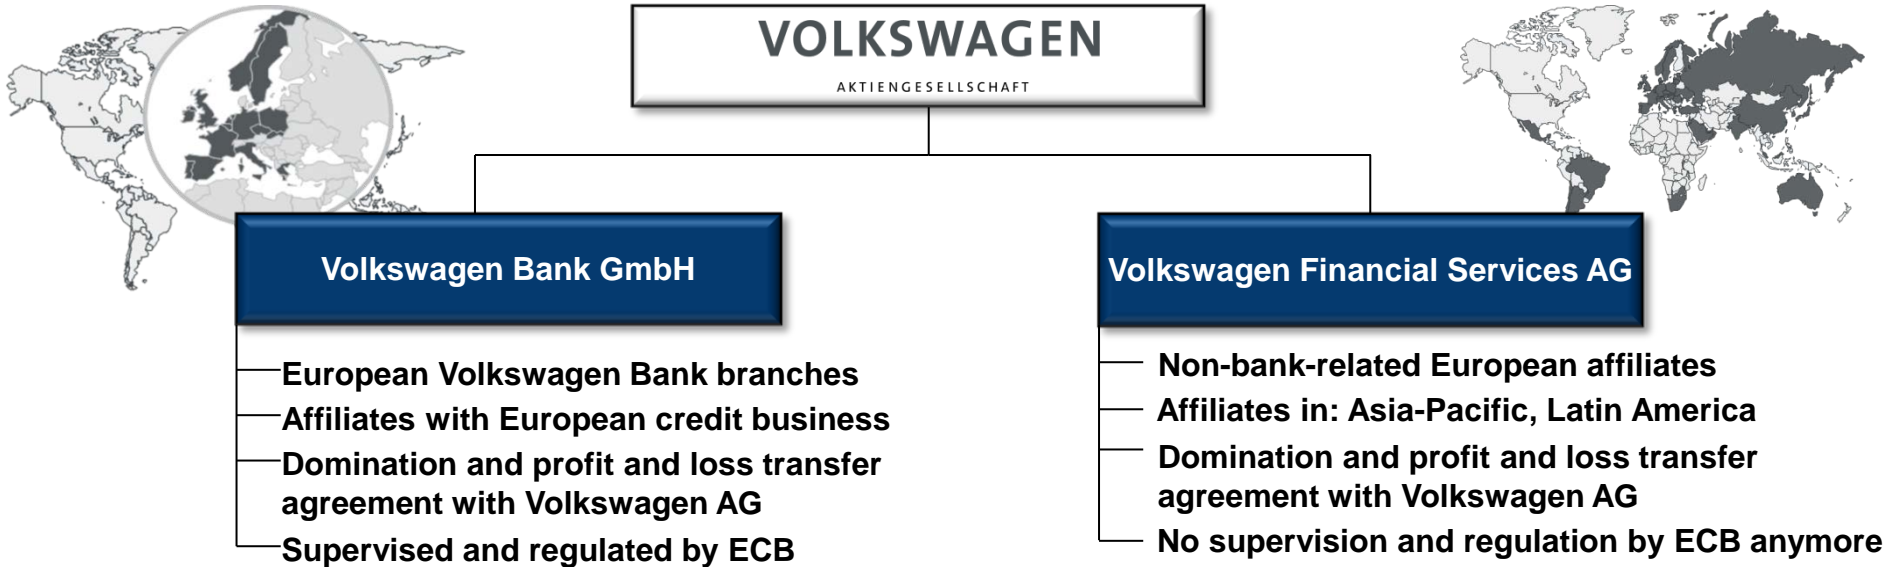 VOLKSWAGEN
AKTIENGESELLSCHAFT
Volkswagen Bank GmbH
European Volkswagen Bank branches
Affiliates with European credit business
Domination and profit and loss transfer
agreement with Volkswagen AG
Supervised and regulated by ECB
Volkswagen Financial Services AG
Non-bank-related European affiliates
Affiliates in: Asia-Pacific, Latin America
Domination and profit and loss transfer
agreement with Volkswagen AG
No supervision and regulation by ECB anymore